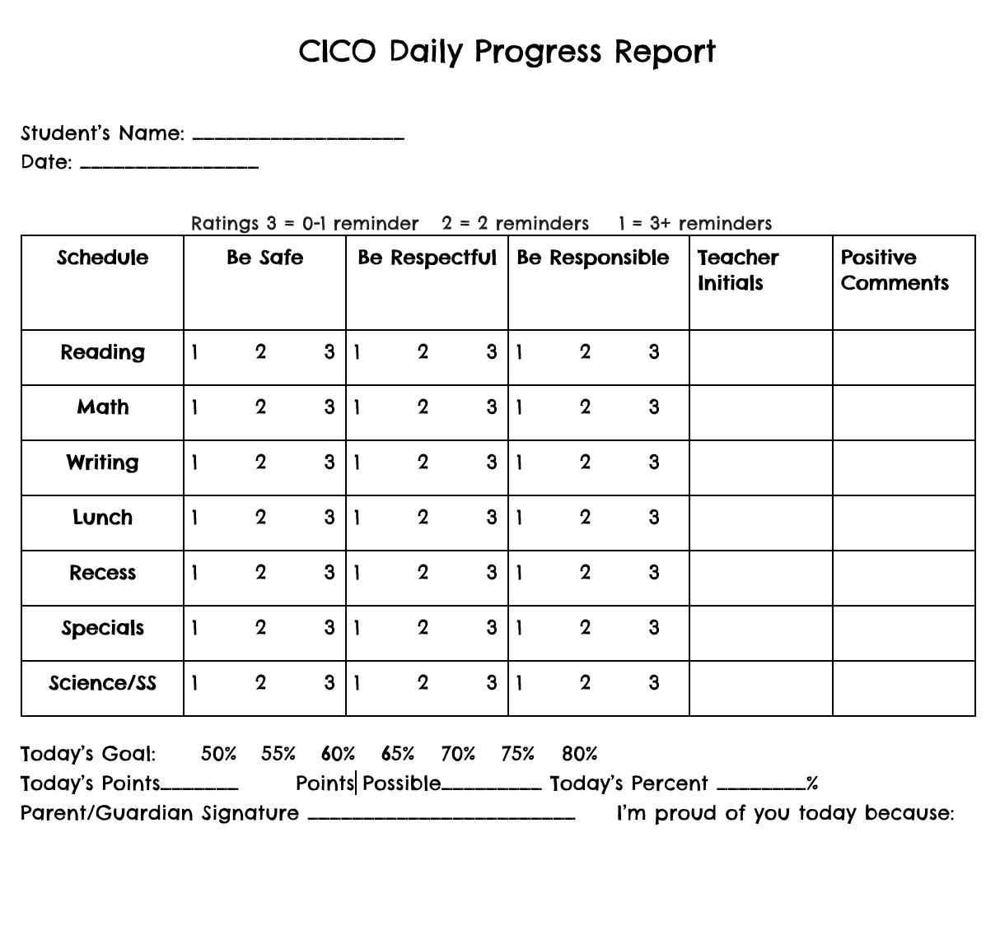 CICO Daily Progress Report
Student's Name: ___________________
Date: ________________
Ratings 3 = 0-1 reminder 2 = 2 reminders 1 = 3+ reminders
Schedule Be Safe Be Respectful Be Responsible Teacher Initials Positive Comments
Reading 1 2 3 1 2 3 1 2 3
Math 1 2 3 1 2 3 1 2 3
Writing 1 2 3 1 2 3 1 2 3
Lunch 1 2 3 1 2 3 1 2 3
Recess 1 2 3 1 2 3 1 2 3
Specials 1 2 3 1 2 3 1 2 3
Science/SS 1 2 3 1 2 3 1 2 3
Today's Goal: 50% 55% 60% 65% 70% 75% 80%
Today's Points_______ Points Possible_________ Today's Percent ________%
Parent/Guardian Signature ________________________ I'm proud of you today because: